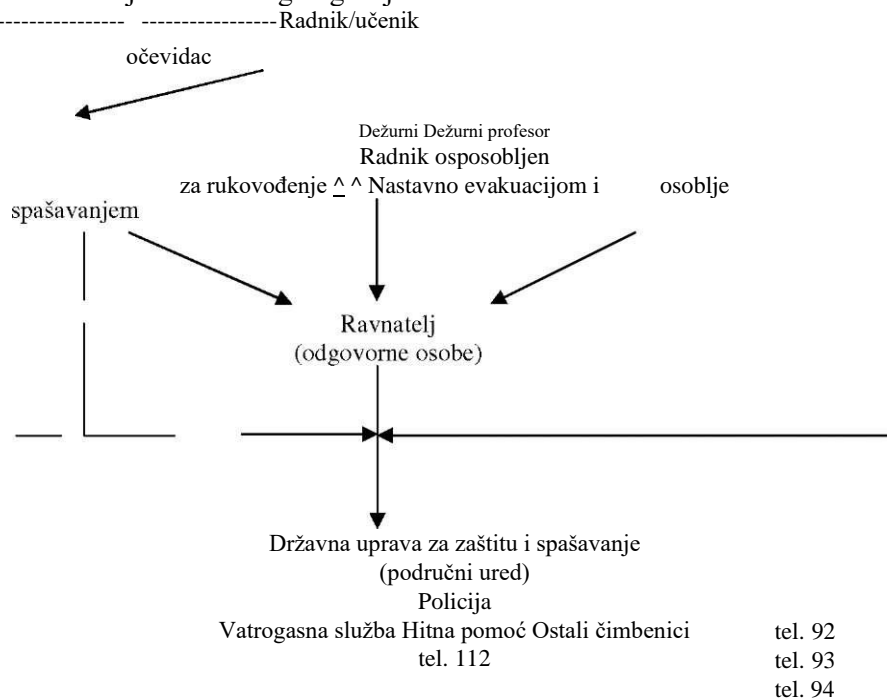 ----------------- ------------------Radnik/učenik
očevidac
Dežurni Dežurni profesor
Radnik osposobljen
za rukovođenje ^ ^ Nastavno evakuacijom i osoblje
spašavanjem
Ravnatelj
(odgovorne osobe)
Državna uprava za zaštitu i spašavanje
(područni ured)
Policija
Vatrogasna služba Hitna pomoć Ostali čimbenici tel. 92
tel. 112 tel. 93
tel. 94